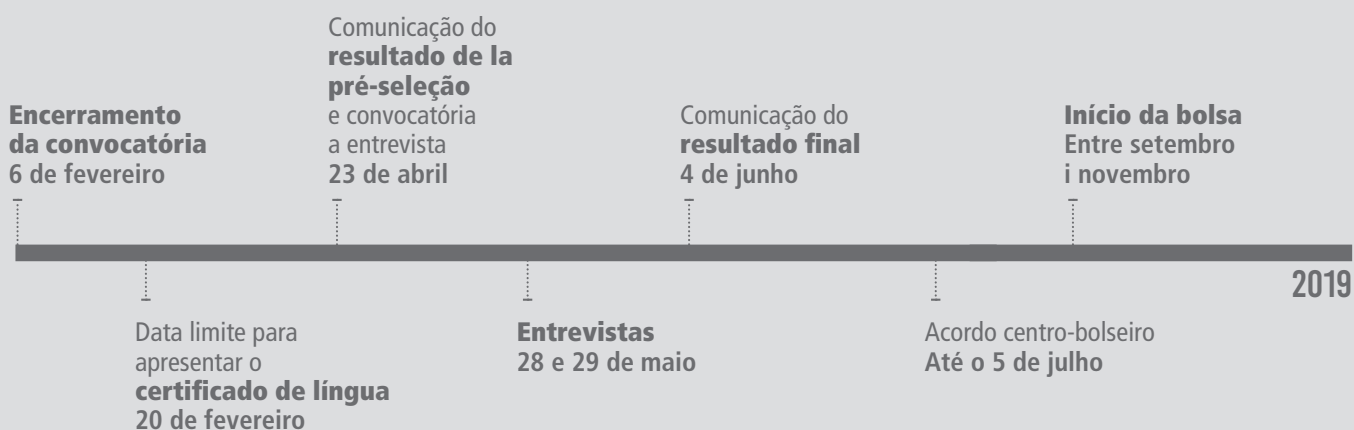 Encerramento
da convocatória
6 de fevereiro
Data limite para
apresentar o
certificado de língua
20 de fevereiro
Comunicação do
resultado de la
pré-seleção
e convocatória
a entrevista
23 de abril
Entrevistas
28 e 29 de maio
Comunicação do
resultado final
4 de junho
Acordo centro-bolseiro
Até o 5 de julho
Início da bolsa
Entre setembro
i novembro
2019